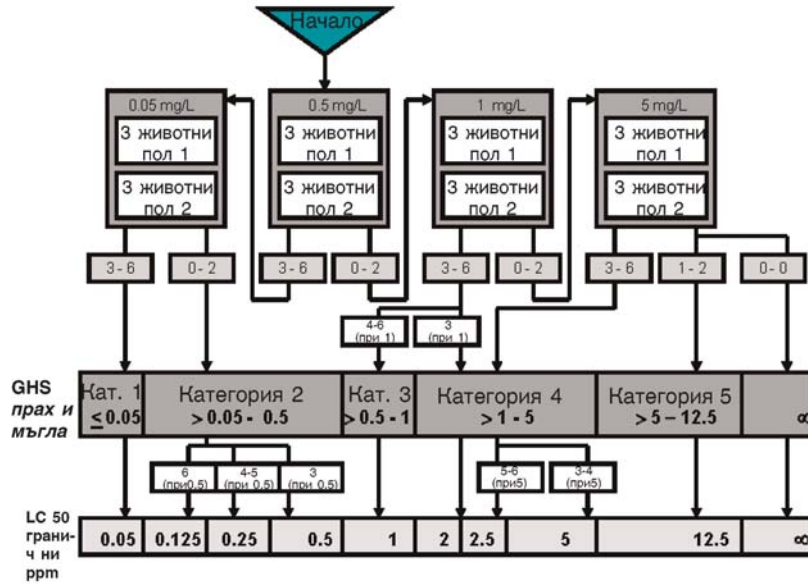 Начало
0.05 mg/L
0.5 mg/L
1 mg/L
5 mg/L
3 животни
пол 1
3 животни
пол 1
3 животни
пол 1
3 животни
пол 1
3 животни
пол 2
3 животни
пол 2
3 животни
пол 2
3 животни
пол 2
3 - 6
0 - 2
3 - 6
0 - 2
3 - 6
0 - 2
3 - 6
1 - 2
0 - 0
4-6
(при 1)
3
(при 1)
GHS
прах и
мъгла
Кат. 1
≤ 0.05
Категория 2
> 0.05 - 0.5
Кат. 3
> 0.5 - 1
Категория 4
> 1 - 5
Категория 5
> 5 – 12.5
∞
6
(при0.5)
4-5
(при 0.5)
3
(при 0.5)
5-6
(при5)
3-4
(при5)
LC 50
грани-
ч ни
ppm
0.05
0.125
0.25
0.5
1
2
2.5
5
12.5
∞